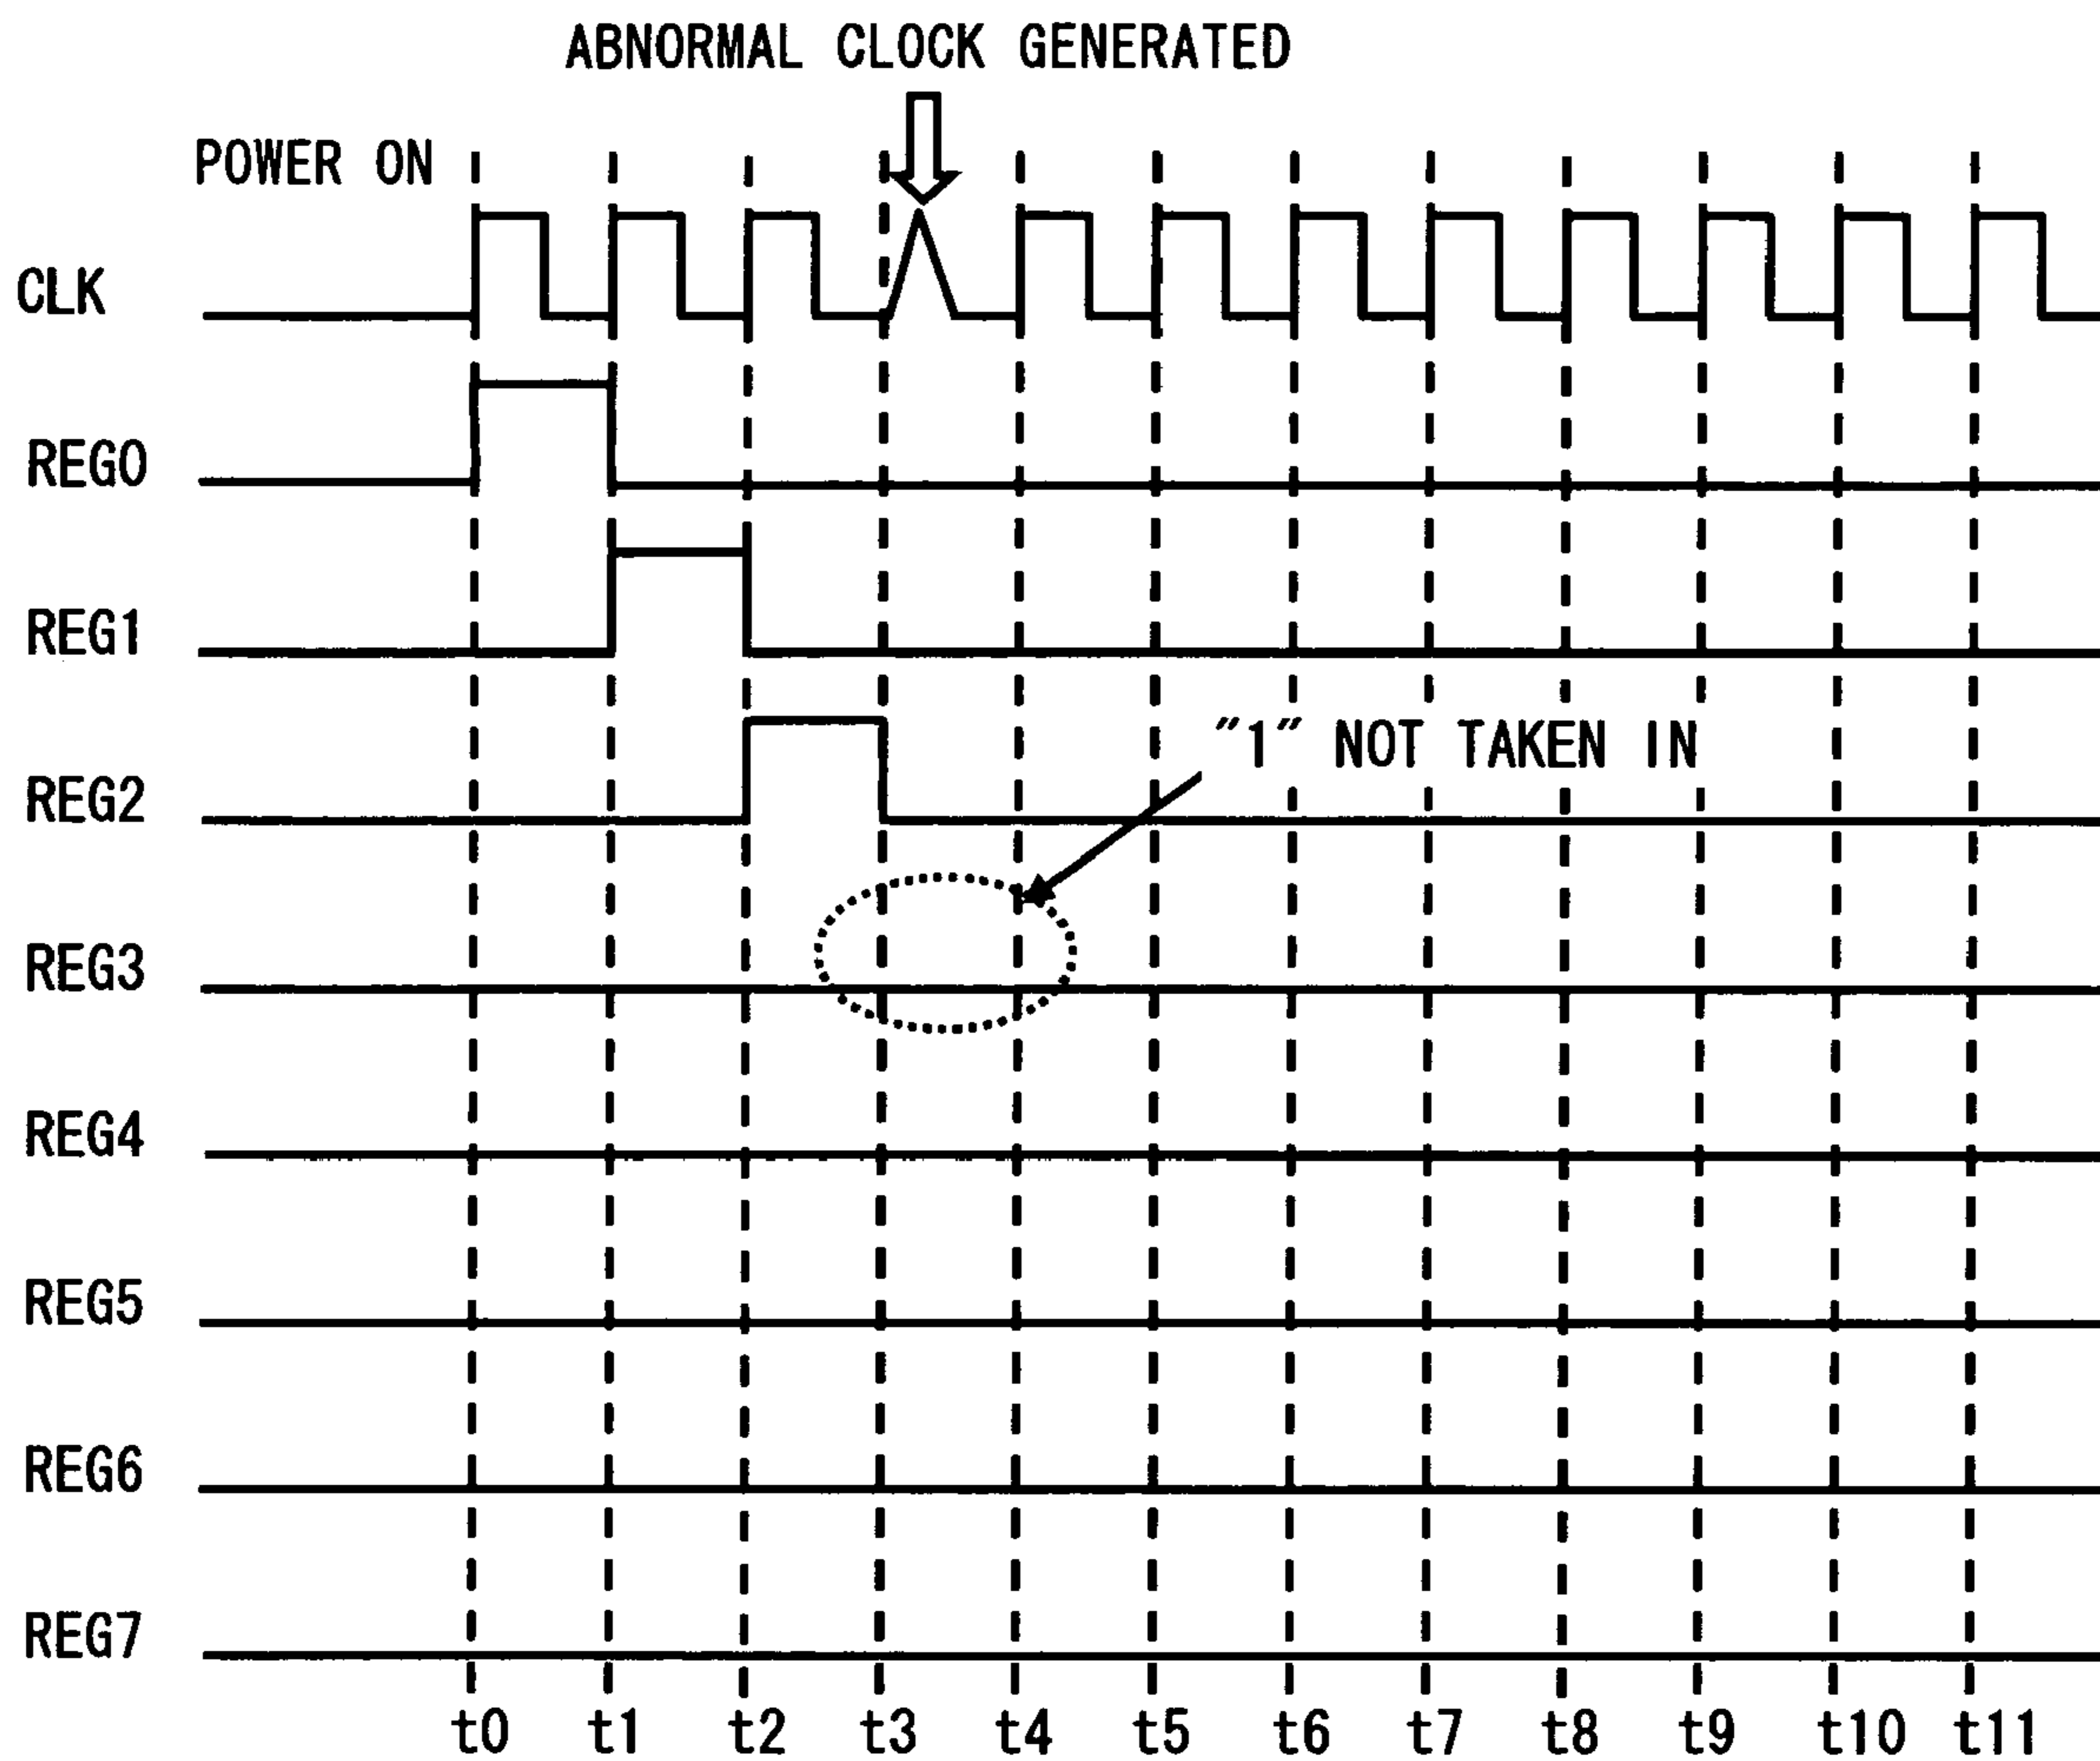 ABNORMAL CLOCK GENERATED
POWER ON
CLK
REG0
REG1
REG2
"1" NOT TAKEN IN
REG3
REG4
REG5
REG6
REG7
t0 t1 t2 t3 t4 t5 t6 t7 t8 t9 t10 t11